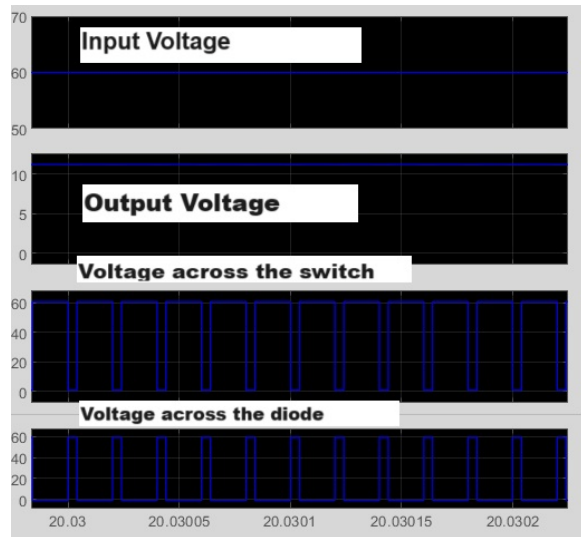 70
Input Voltage
60
50
10
Output Voltage
5
0
Voltage across the switch
60
40
20
0
Voltage across the diode
60
40
20
0
20.03 20.03005 20.0301 20.03015 20.0302